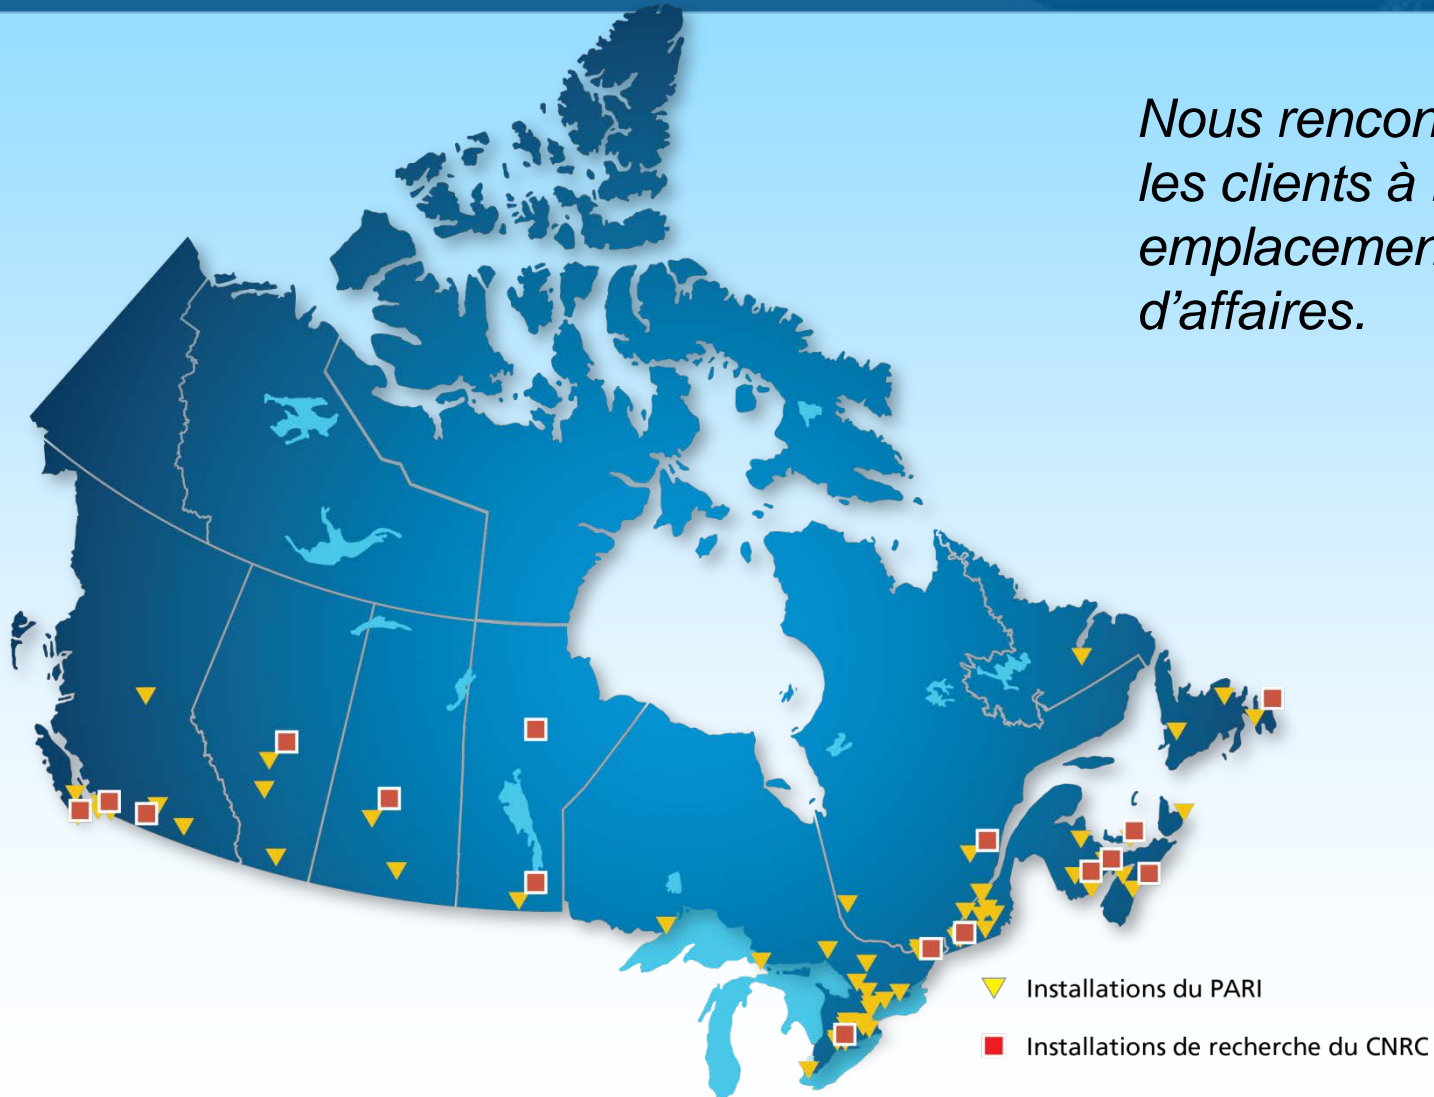 Nous rencon
les clients à
emplacemen
d'affaires.
Installations du PARI
Installations de recherche du CNRC